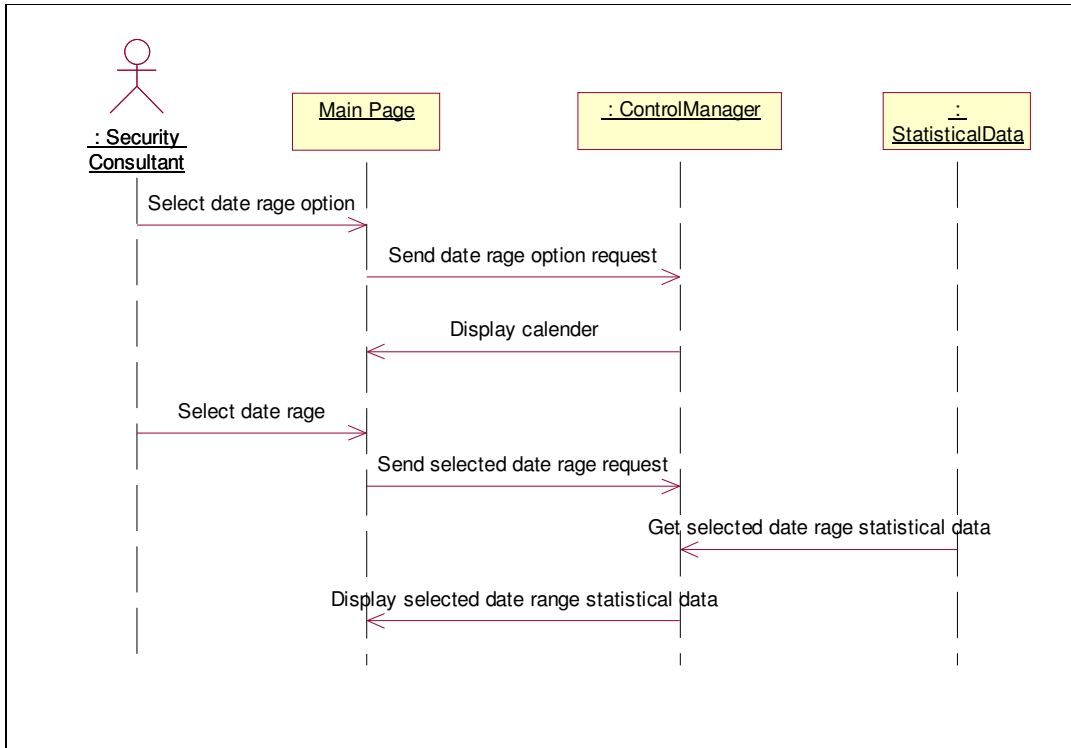 : Security
Consultant
Main Page
: ControlManager
:
StatisticalData
Select date rage option
Send date rage option request
Display calender
Select date rage
Send selected date rage request
Get selected date rage statistical data
Display selected date range statistical data